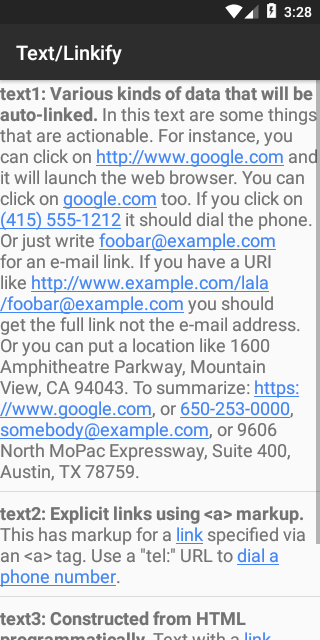 3:28
Text/Linkify
text1: Various kinds of data that will be
auto-linked. In this text are some things
that are actionable. For instance, you
can click on http://www.google.com and
it will launch the web browser. You can
click on google.com too. If you click on
(415) 555-1212 it should dial the phone.
Or just write foobar@example.com
for an e-mail link. If you have a URI
like http://www.example.com/lala
/foobar@example.com you should
get the full link not the e-mail address.
Or you can put a location like 1600
Amphitheatre Parkway, Mountain
View, CA 94043. To summarize: https:
//www.google.com, or 650-253-0000,
somebody@example.com, or 9606
North MoPac Expressway, Suite 400,
Austin, TX 78759.
text2: Explicit links using <a> markup.
This has markup for a link specified via
an <a> tag. Use a "tel:" URL to dial a
phone number.
text3: Constructed from HTML
programmatically. Text with a link